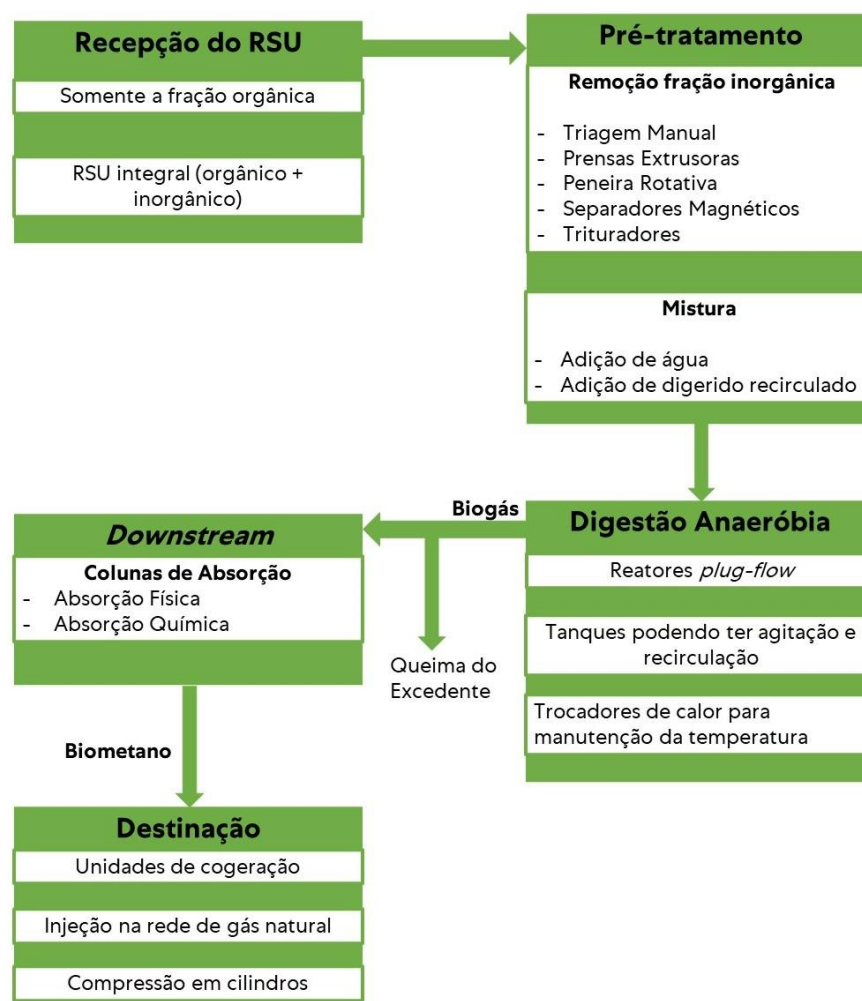 Recepção do RSU
Somente a fração orgânica
RSU integral (orgânico +
inorgânico)
Pré-tratamento
Remoção fração inorgânica
- Triagem Manual
- Prensas Extrusoras
- Peneira Rotativa
- Separadores Magnéticos
- Trituradores
Mistura
- Adição de água
- Adição de digerido recirculado
Digestão Anaeróbia
Reatores plug-flow
Tanques podendo ter agitação e
recirculação
Trocadores de calor para
manutenção da temperatura
Biogás
Queima do
Excedente
Downstream
Colunas de Absorção
- Absorção Física
- Absorção Química
Biometano
Destinação
Unidades de cogeração
Injeção na rede de gás natural
Compressão em cilindros